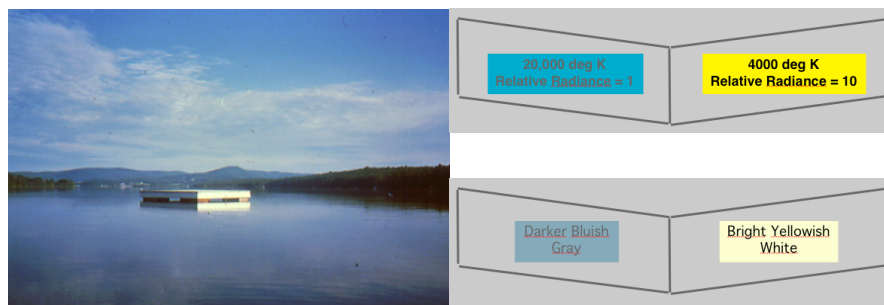 20,000 deg K
Relative Radiance = 1
4000 deg K
Relative Radiance = 10
Darker Bluish
Gray
Bright Yellowish
White